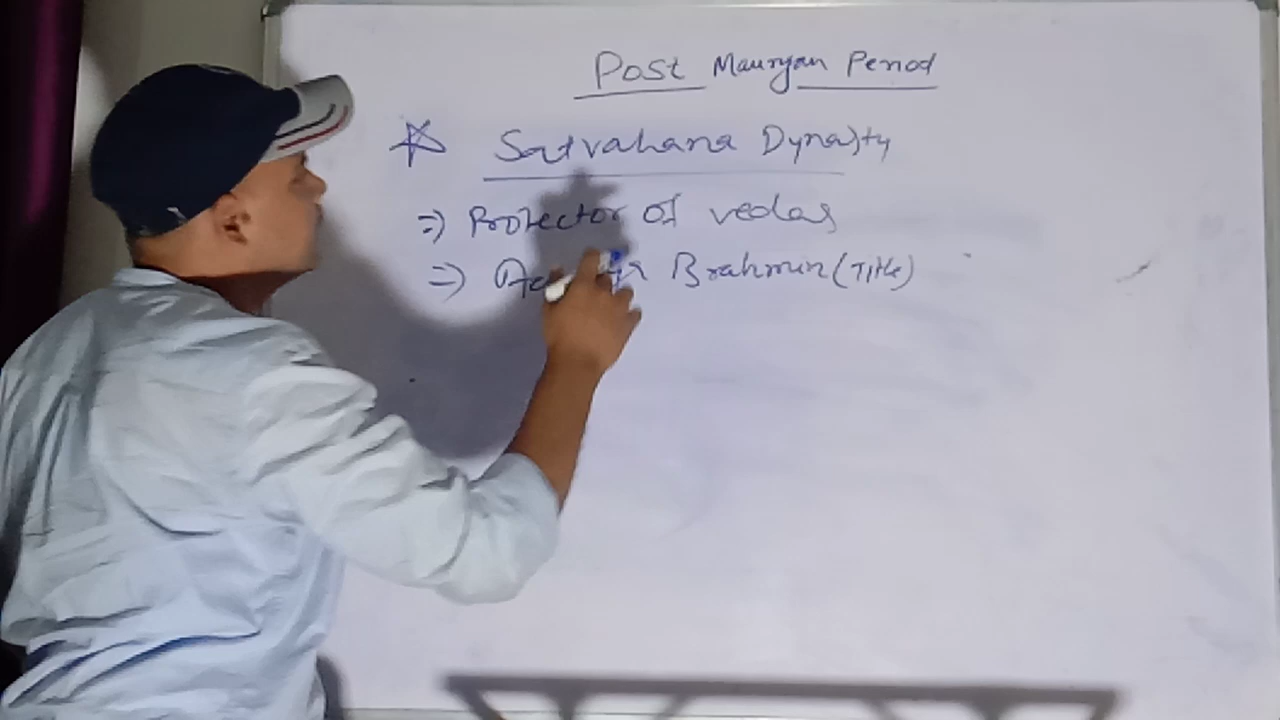 Post Mauryan Period
Satvahana Dynasty
=> Protector of vedas
=> Brahmin (Title)